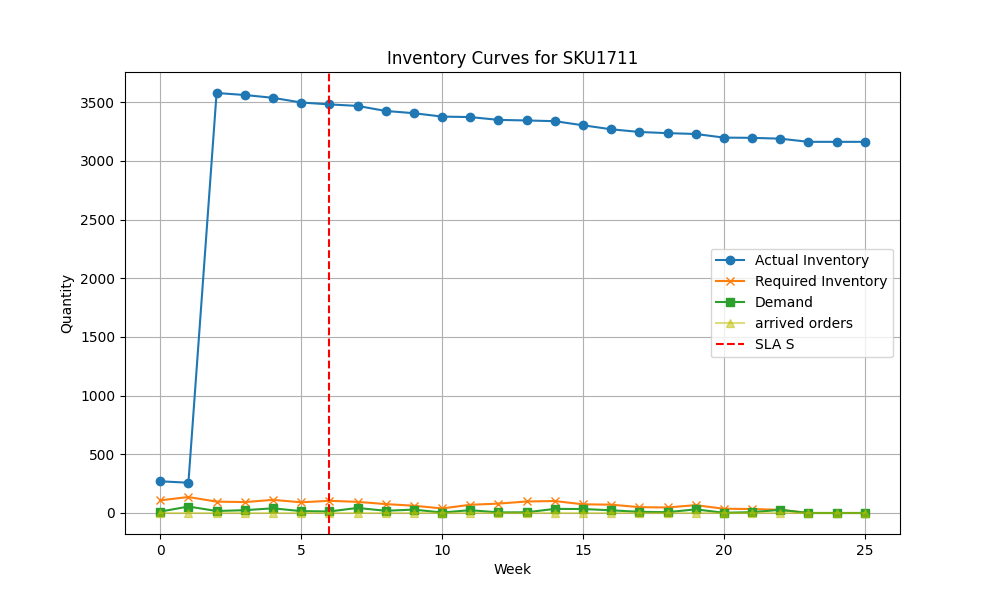 Inventory Curves for SKU1711
Quantity
3500
3000
2500
2000
1500
1000
500
0
Actual Inventory
Required Inventory
Demand
arrived orders
SLA S
0 5 10 15 20 25
Week